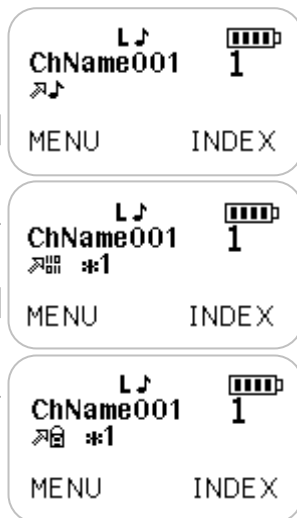 L♪
ChName001 1
MENU INDEX
L♪
ChName001 1
*1
MENU INDEX
L♪
ChName001 1
*1
MENU INDEX